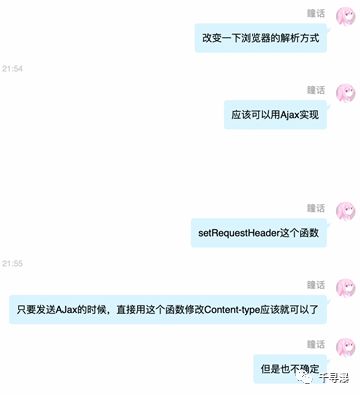 瞳话
改变一下浏览器的解析方式
21:54
瞳话
应该可以用Ajax实现
瞳话
setRequestHeader这个函数
21:55
瞳话
只要发送AJax的时候，直接用这个函数修改Content-type应该就可以了
瞳话
但是也不确定
千寻瀑